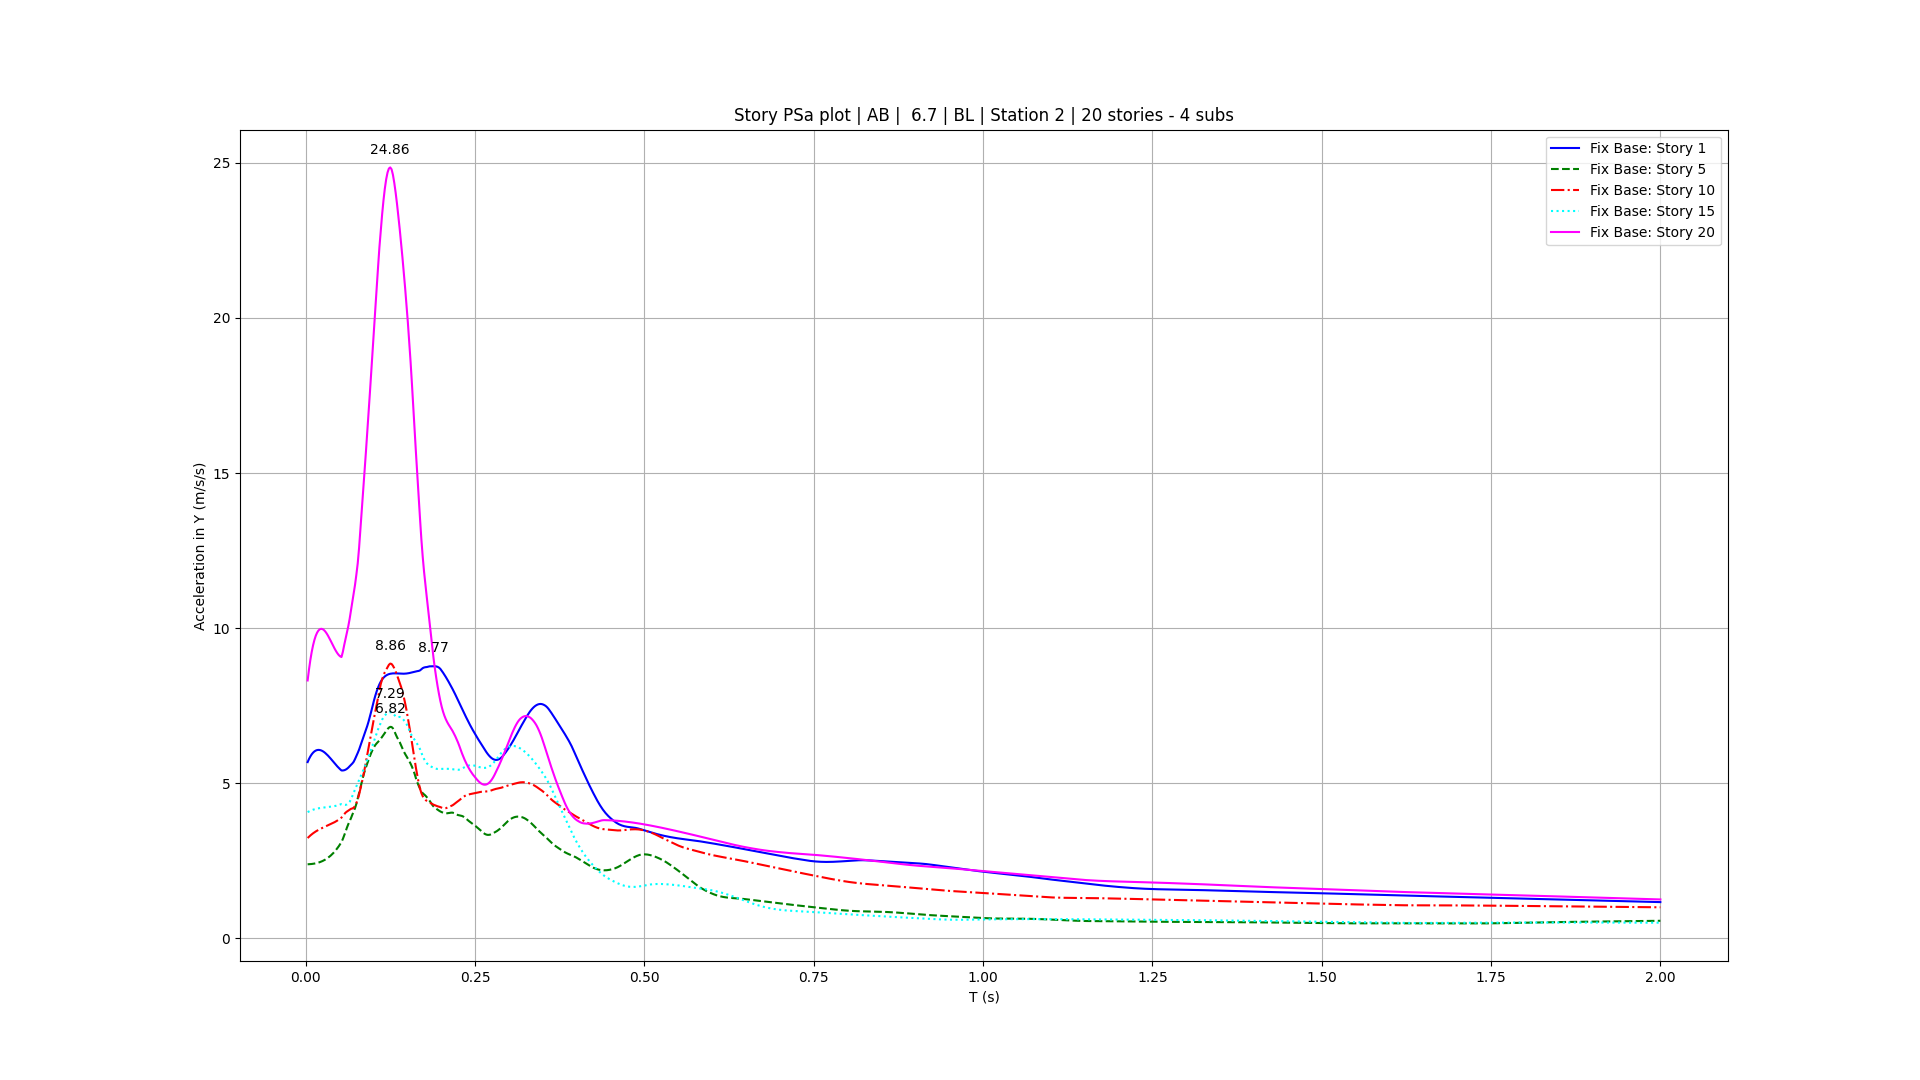 Story PSa plot | AB |  6.7 | BL | Station 2 | 20 stories - 4 subs
Fix Base: Story 1
Fix Base: Story 5
Fix Base: Story 10
Fix Base: Story 15
Fix Base: Story 20
24.86
8.86
8.77
7.29
6.82
Acceleration in Y (m/s/s)
25
20
15
10
5
0
0.00
0.25
0.50
0.75
1.00
1.25
1.50
1.75
2.00
T (s)